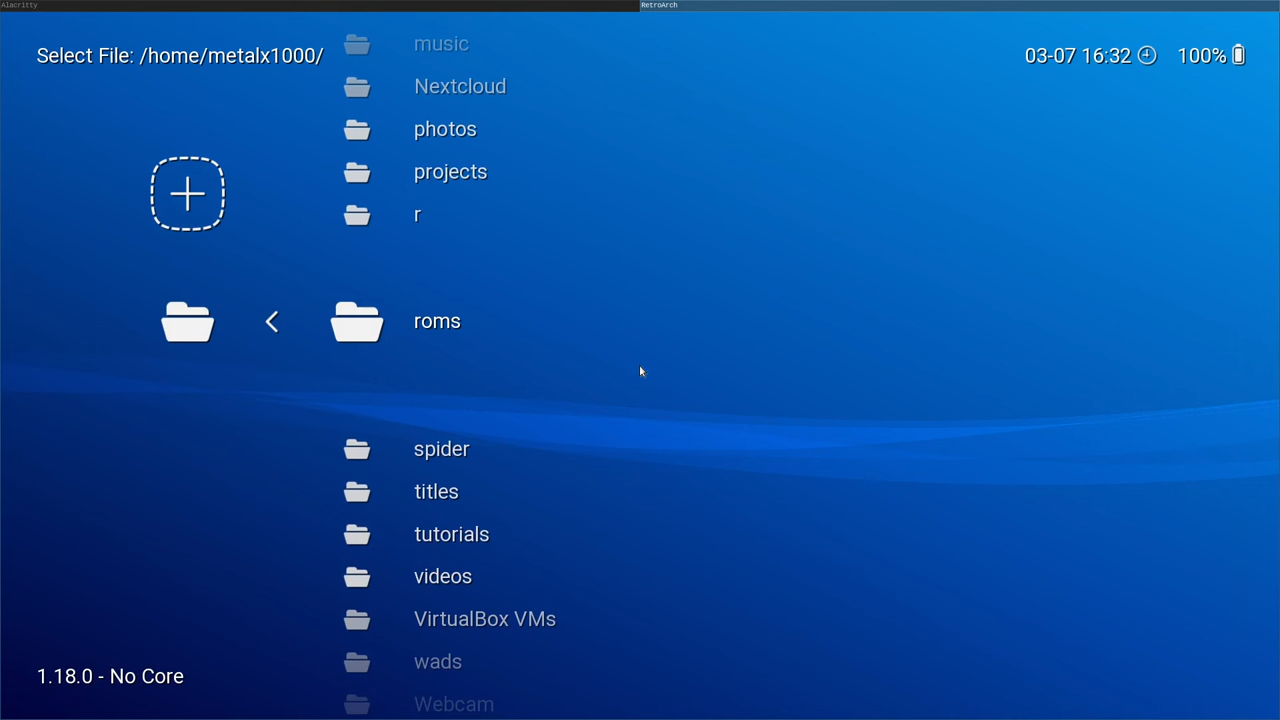 Alacritty
RetroArch
Select File: /home/metalx1000/
03-07 16:32
100%
music
Nextcloud
photos
projects
r
roms
spider
titles
tutorials
videos
VirtualBox VMs
wads
Webcam
1.18.0 - No Core